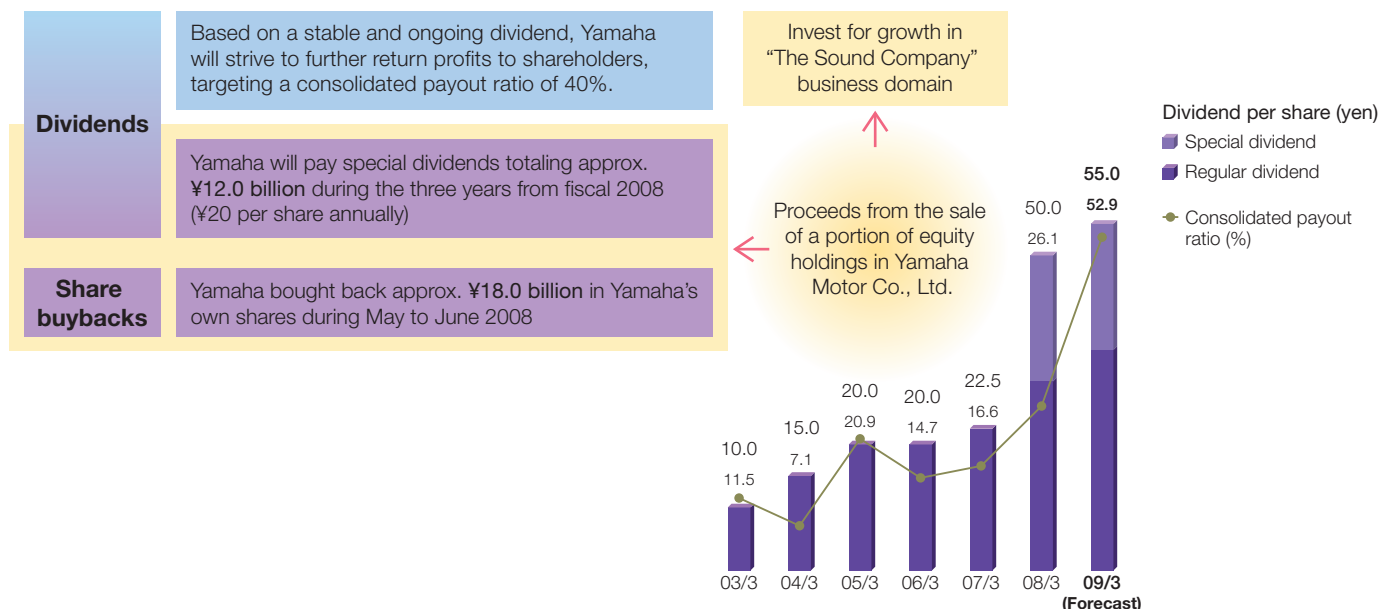 Dividends
Based on a stable and ongoing dividend, Yamaha
will strive to further return profits to shareholders,
targeting a consolidated payout ratio of 40%.
Yamaha will pay special dividends totaling approx.
¥12.0 billion during the three years from fiscal 2008
(¥20 per share annually)
Share
buybacks
Yamaha bought back approx. ¥18.0 billion in Yamaha’s
own shares during May to June 2008
Invest for growth in
“The Sound Company”
business domain
Proceeds from the sale
of a portion of equity
holdings in Yamaha
Motor Co., Ltd.
Dividend per share (yen)
Special dividend
Regular dividend
Consolidated payout
ratio (%)
10.0
11.5
15.0
7.1
20.0
20.9
20.0
14.7
22.5
16.6
50.0
26.1
55.0
52.9
03/3 04/3 05/3 06/3 07/3 08/3 09/3
(Forecast)